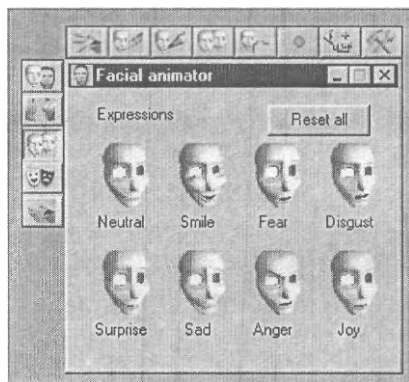 Facial animator
Expressions Reset all
Neutral Smile Fear Disgust
Surprise Sad Anger Joy